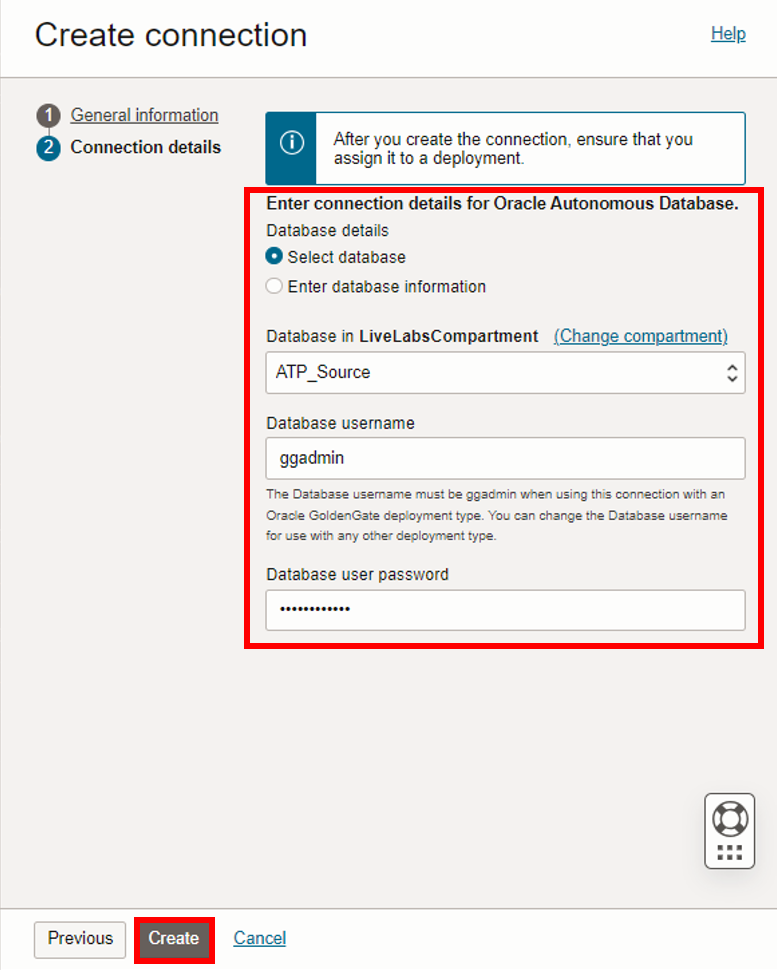 Create connection
Help
1 General information
2 Connection details
After you create the connection, ensure that you
assign it to a deployment.
Enter connection details for Oracle Autonomous Database.
Database details
Select database
Enter database information
Database in LiveLabsCompartment (Change compartment)
ATP_Source
Database username
ggadmin
The Database username must be ggadmin when using this connection with an
Oracle GoldenGate deployment type. You can change the Database username
for use with any other deployment type.
Database user password
••••••••••••
Previous Create Cancel